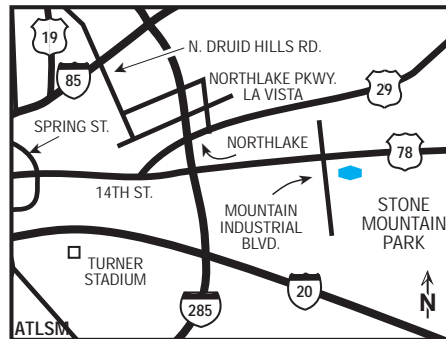 19
N. DRUID HILLS RD.
85
NORTHLAKE PKWY.
LA VISTA
29
SPRING ST.
NORTHLAKE
78
14TH ST.
MOUNTAIN
INDUSTRIAL
BLVD.
STONE
MOUNTAIN
PARK
TURNER
STADIUM
20
285
N
ATLSM